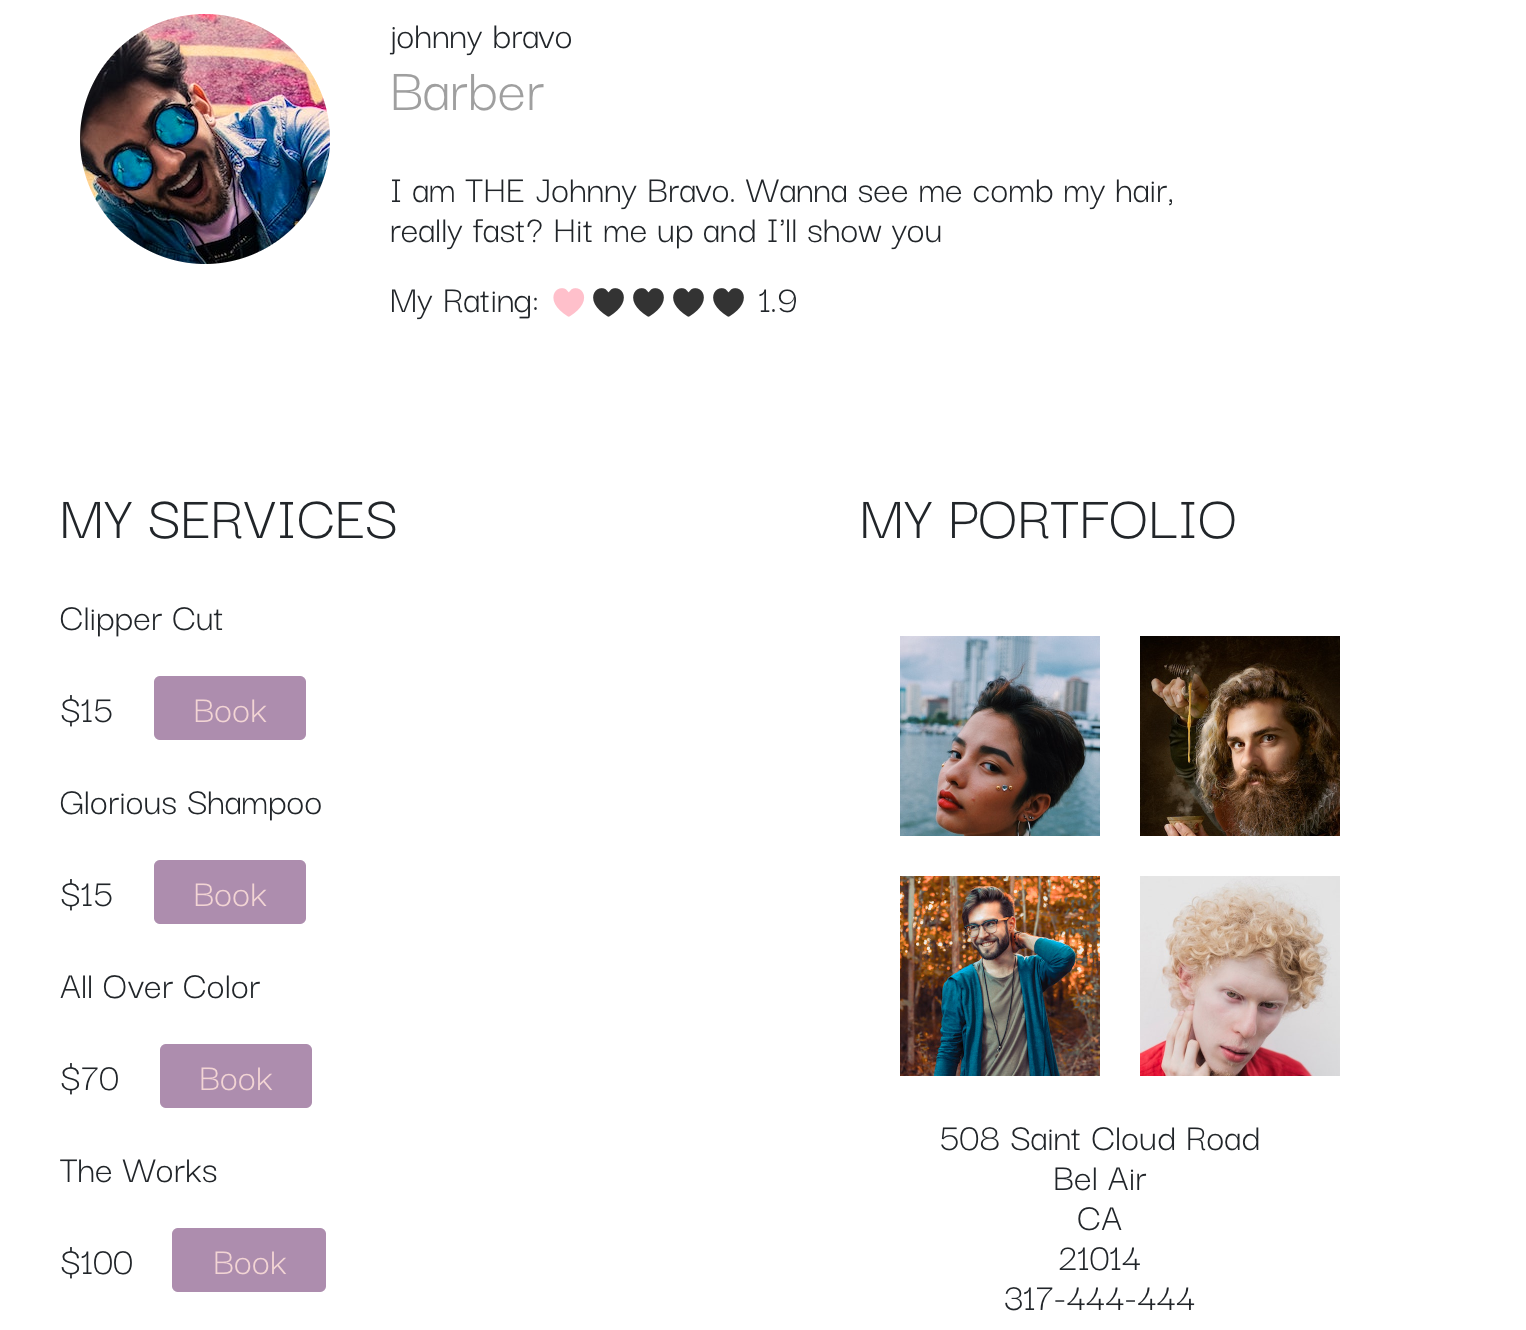 johnny bravo
Barber
I am THE Johnny Bravo. Wanna see me comb my hair,
really fast? Hit me up and I'll show you
My Rating: 1.9
MY SERVICES
Clipper Cut
$15 Book
Glorious Shampoo
$15 Book
All Over Color
$70 Book
The Works
$100 Book
MY PORTFOLIO
508 Saint Cloud Road
Bel Air
CA
21014
317-444-444